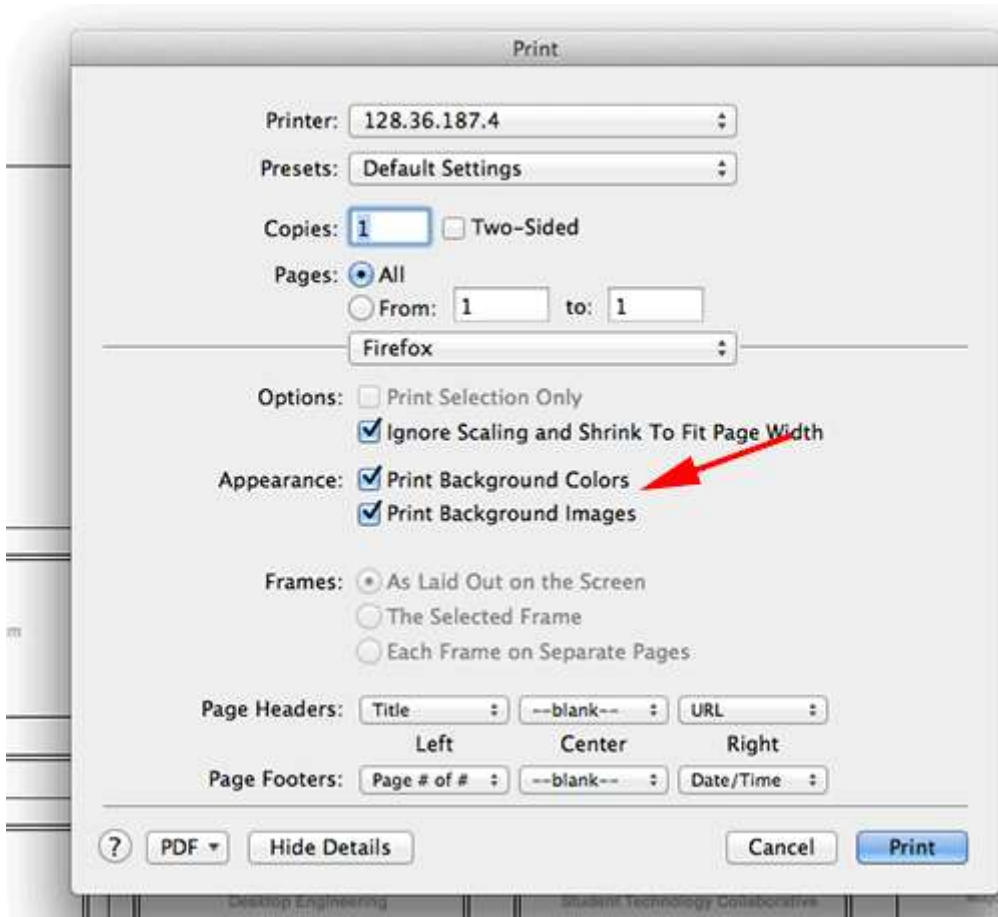 Print
Printer: 128.36.187.4
Presets: Default Settings
Copies: 1 Two-Sided
Pages: All
From: 1 to: 1
Firefox
Options: Print Selection Only
Ignore Scaling and Shrink To Fit Page Width
Appearance: Print Background Colors
Print Background Images
Frames: As Laid Out on the Screen
The Selected Frame
Each Frame on Separate Pages
Page Headers: Title --blank-- URL
Left Center Right
Page Footers: Page # of # --blank-- Date/Time
? PDF Hide Details Cancel Print
Desktop Engineering Student Technology Collaborative